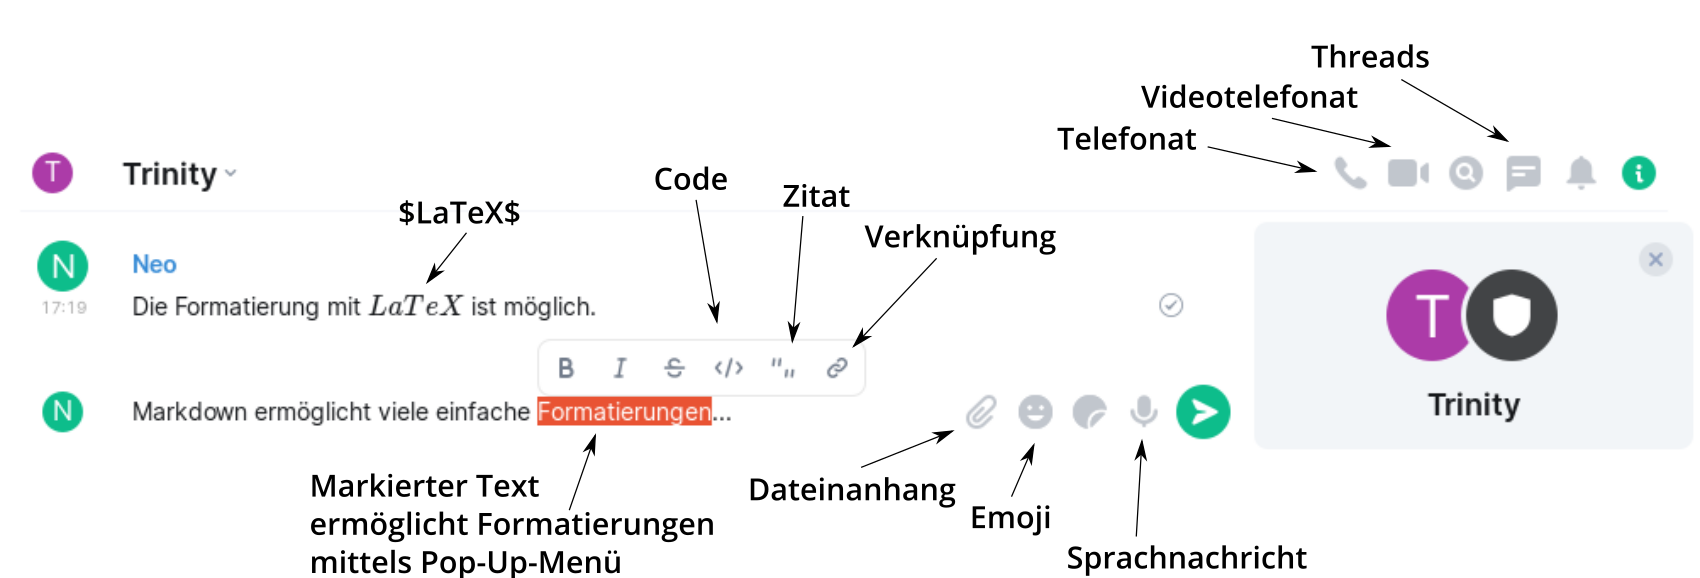 Threads
Videotelefonat
Telefonat
T Trinity
Code
Zitat
$LaTeX$
Verknüpfung
N Neo
17:19 Die Formatierung mit LaTeX ist möglich.
T
Trinity
B I S </> "„
N Markdown ermöglicht viele einfache Formatierungen...
Markierter Text
ermöglicht Formatierungen
mittels Pop-Up-Menü
Dateinanhang
Emoji
Sprachnachricht